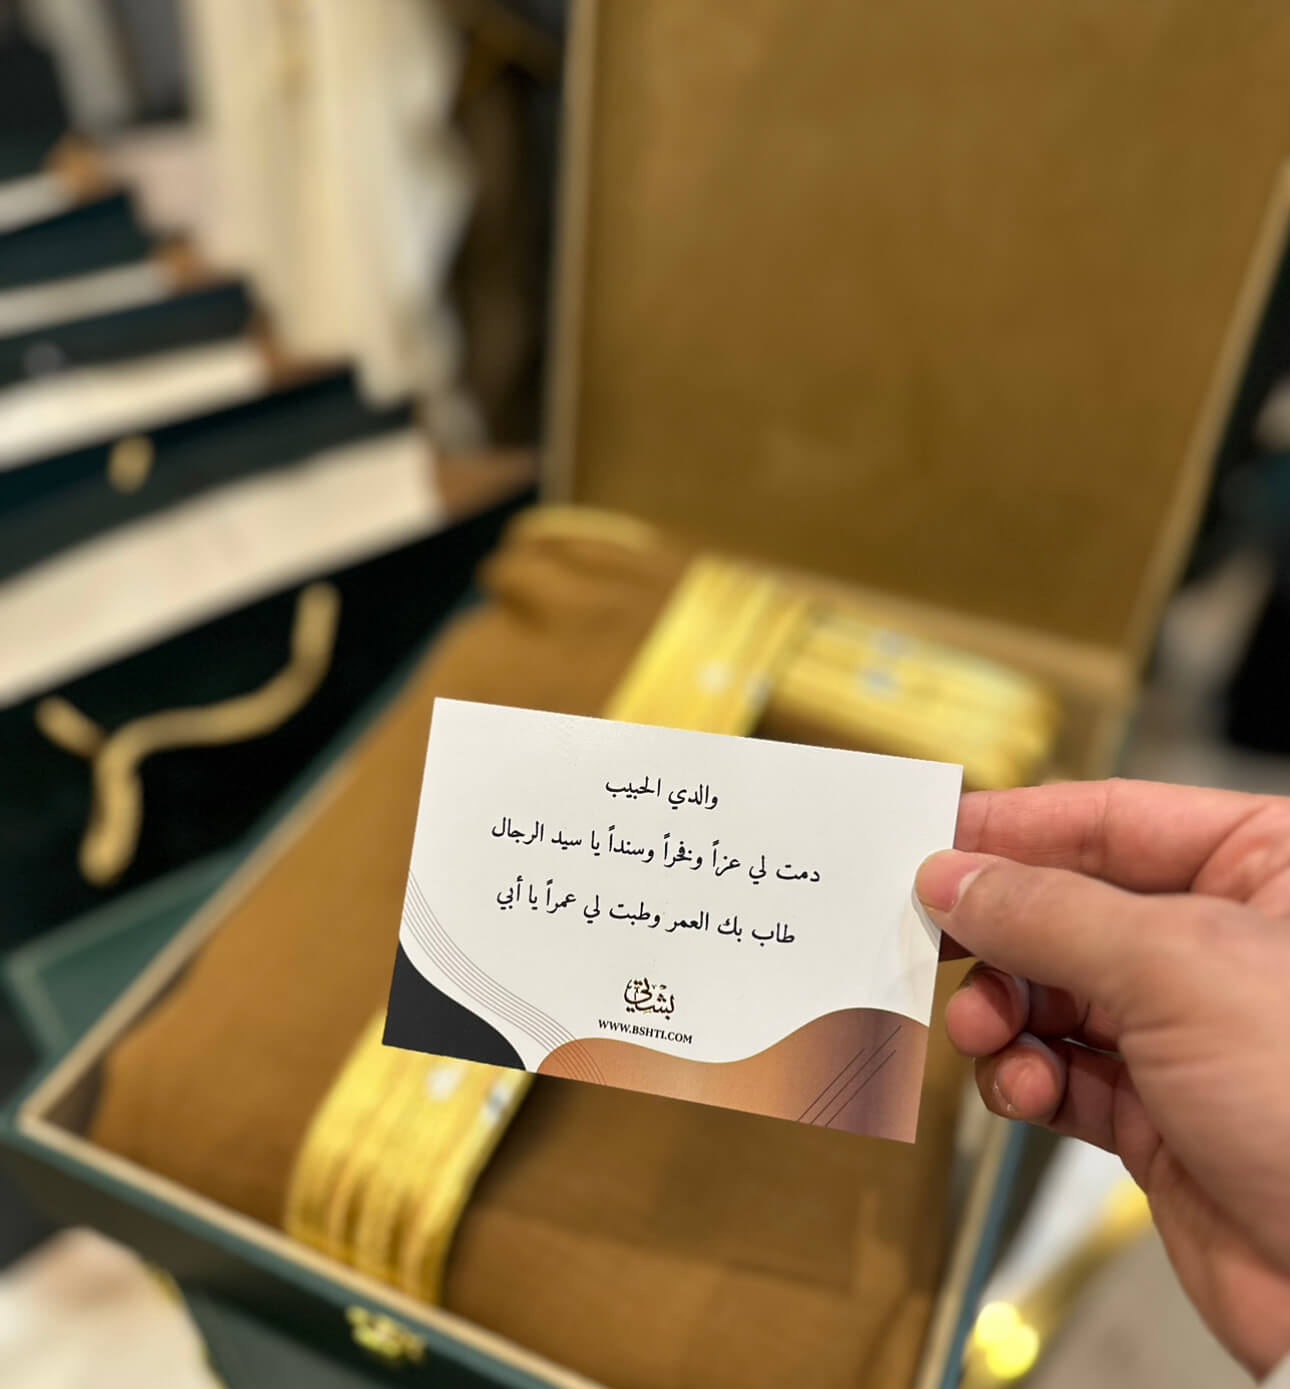 والدي الحبيب
دمت لي عزاً وفخراً وسنداً يا سيد الرجال
طاب بك العمر وطبت لي عمراً يا أبي
بشتي
WWW.BSHTI.COM